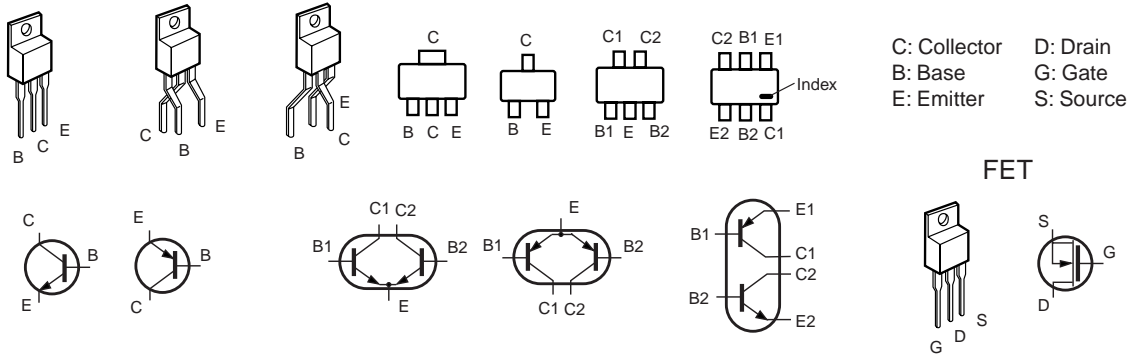 C
C
C1 C2
C2 B1 E1
C: Collector D: Drain
B: Base G: Gate
E: Emitter S: Source
Index
B C E
C B E
B E C
B C E
B E
B1 E B2
E2 B2 C1
FET
C B E
E B C
C1 C2
B1 B2
E
E
B1 B2
C1 C2
E1
B1
C1
C2
B2
E2
G D S
S
G
D